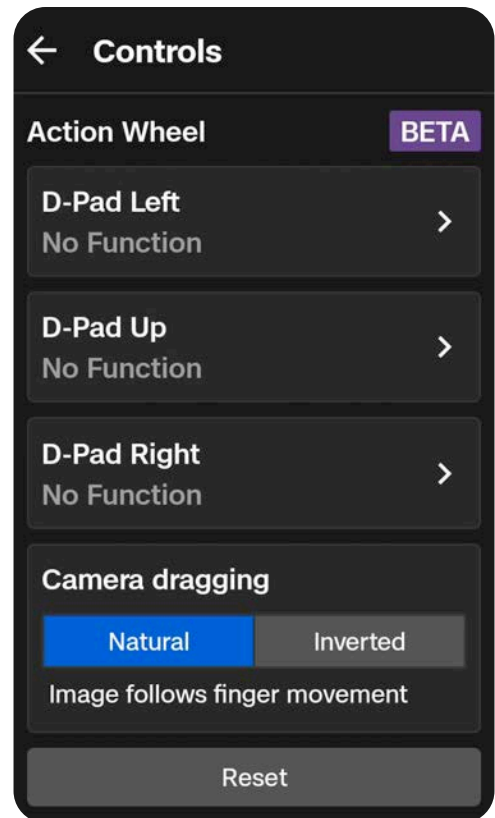 Controls
Action Wheel BETA
D-Pad Left
No Function
D-Pad Up
No Function
D-Pad Right
No Function
Camera dragging
Natural Inverted
Image follows finger movement
Reset